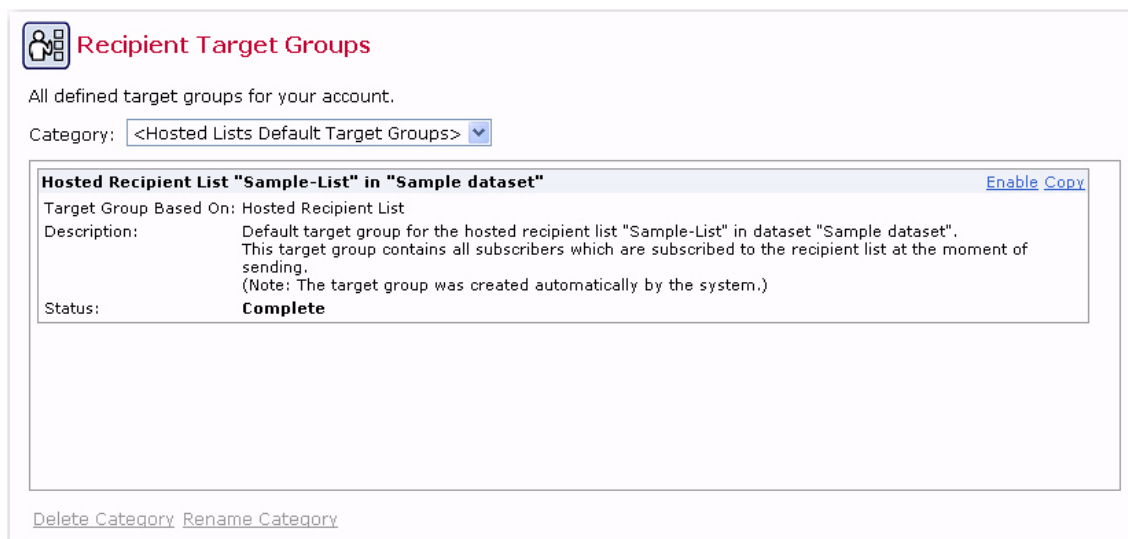 Recipient Target Groups
All defined target groups for your account.
Category: <Hosted Lists Default Target Groups>
Hosted Recipient List "Sample-List" in "Sample dataset" Enable Copy
Target Group Based On: Hosted Recipient List
Description: Default target group for the hosted recipient list "Sample-List" in dataset "Sample dataset".
This target group contains all subscribers which are subscribed to the recipient list at the moment of
sending.
(Note: The target group was created automatically by the system.)
Status: Complete
Delete Category Rename Category